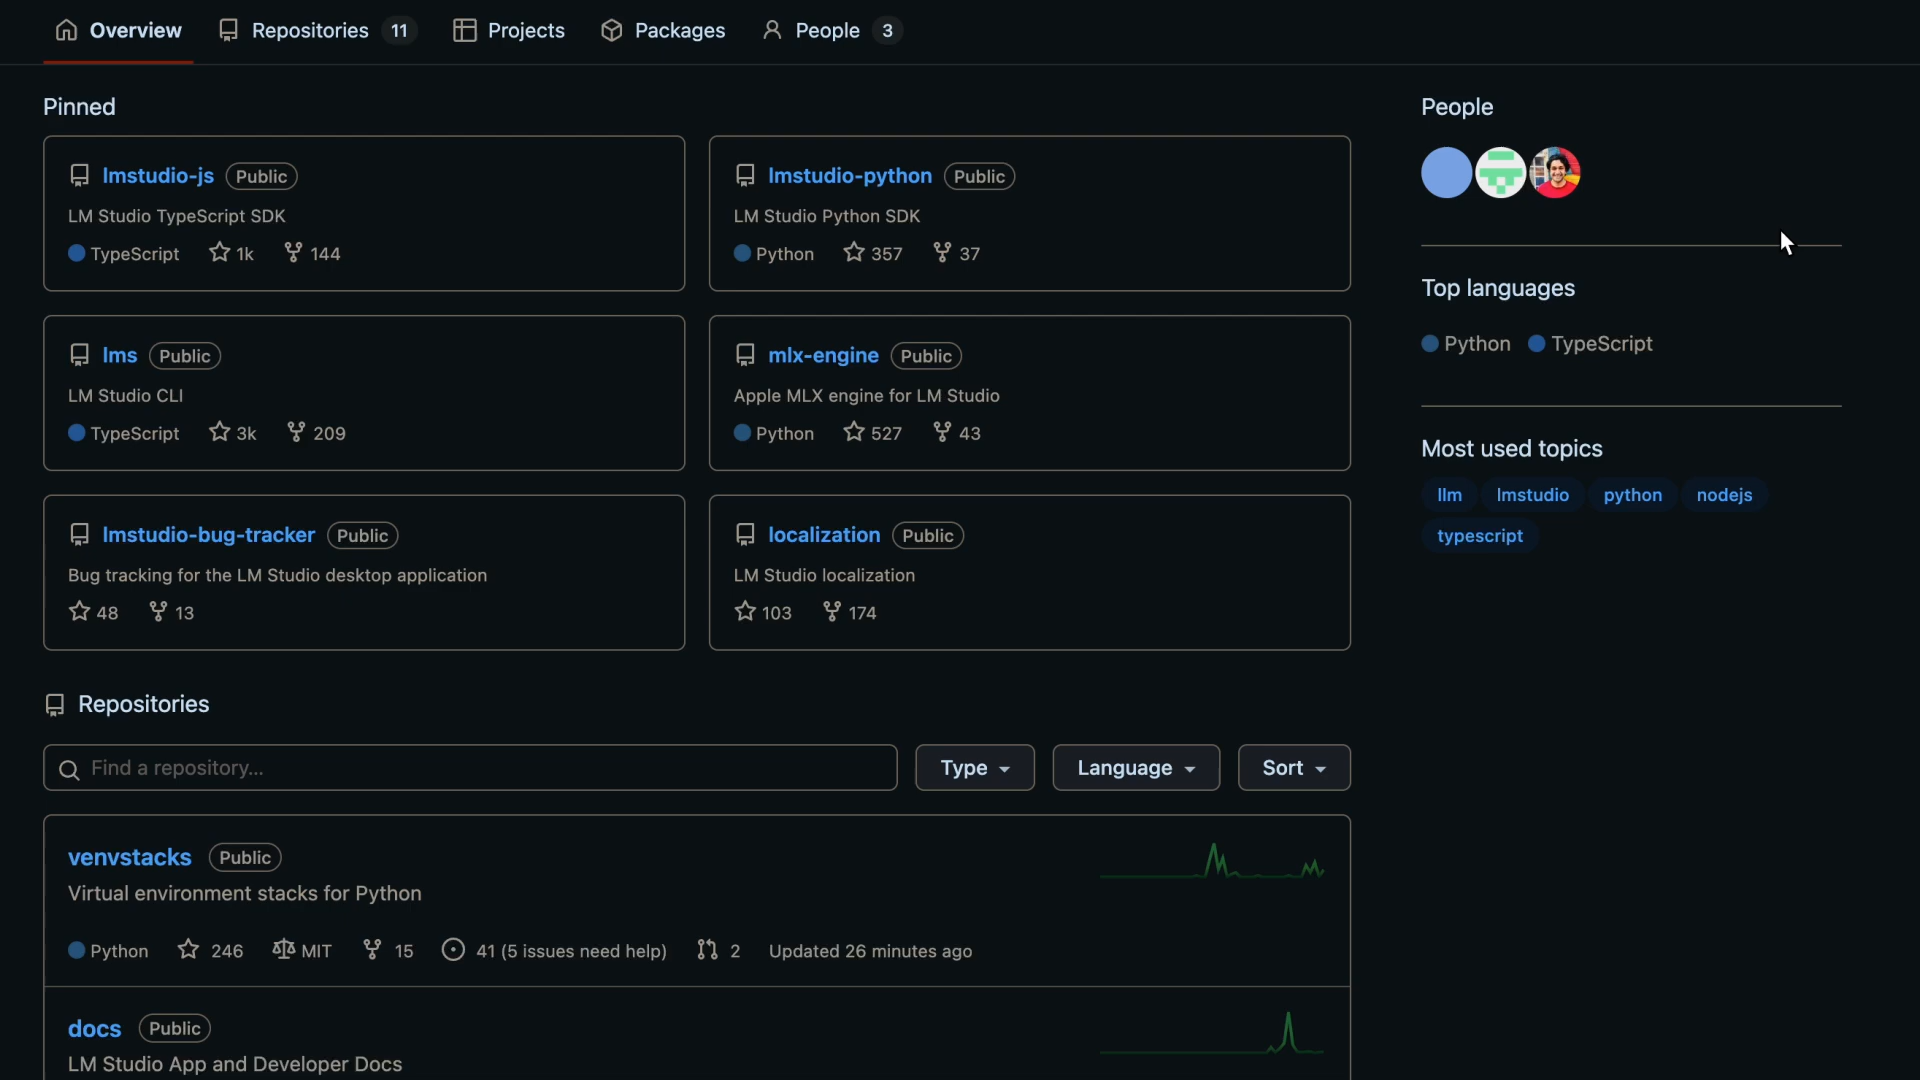 Overview Repositories 11 Projects Packages People 3
Pinned
lmstudio-js Public
LM Studio TypeScript SDK
TypeScript 1k 144
lmstudio-python Public
LM Studio Python SDK
Python 357 37
lms Public
LM Studio CLI
TypeScript 3k 209
mlx-engine Public
Apple MLX engine for LM Studio
Python 527 43
lmstudio-bug-tracker Public
Bug tracking for the LM Studio desktop application
48 13
localization Public
LM Studio localization
103 174
Repositories
Find a repository...
Type Language Sort
venvstacks Public
Virtual environment stacks for Python
Python 246 MIT 15 41 (5 issues need help) 2 Updated 26 minutes ago
docs Public
LM Studio App and Developer Docs
People
Top languages
Python TypeScript
Most used topics
llm lmstudio python nodejs
typescript